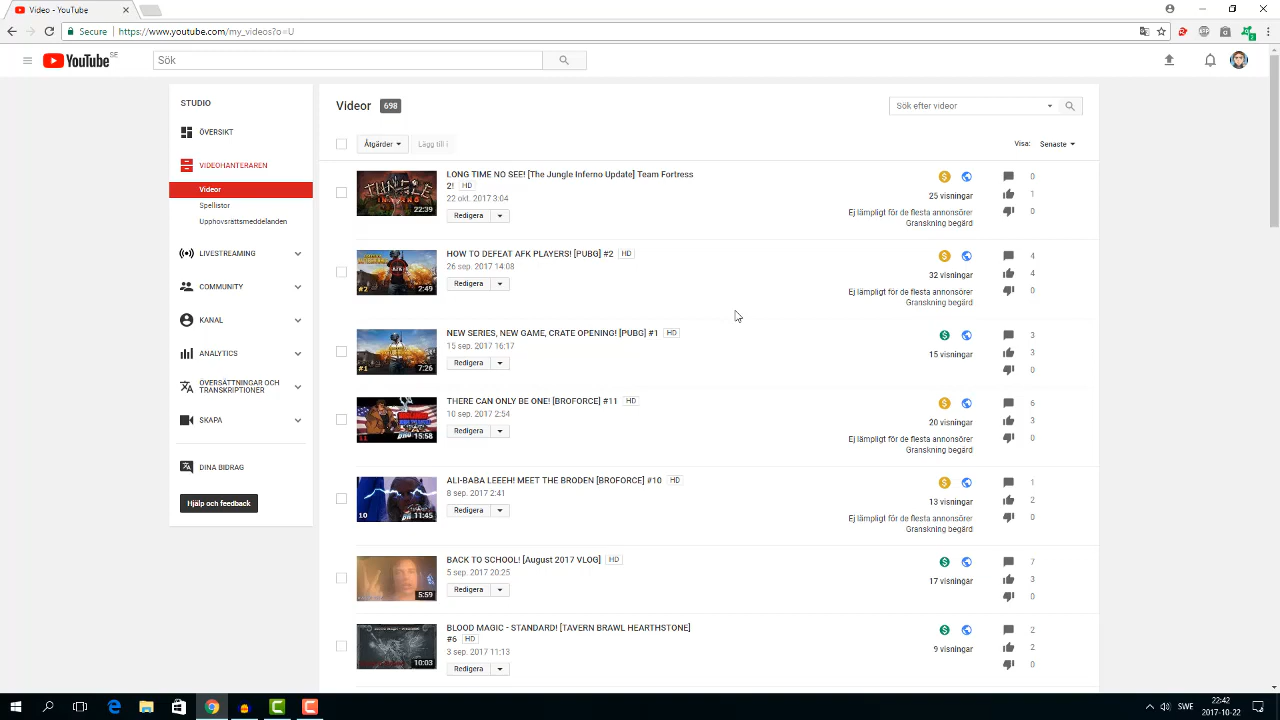 Video - YouTube
Secure https://www.youtube.com/my_videos?o=U
YouTube SE
Sök
STUDIO
ÖVERSIKT
VIDEOHANTERAREN
Videor
Spellistor
Upphovsrättsmeddelanden
LIVESTREAMING
COMMUNITY
KANAL
ANALYTICS
ÖVERSÄTTNINGAR OCH
TRANSKRIPTIONER
SKAPA
DINA BIDRAG
Hjälp och feedback
Videor 698
Sök efter videor
Åtgärder
Lägg till i
Visa: Senaste
JUNGLE
INFERNO
22:39
LONG TIME NO SEE! [The Jungle Inferno Update] Team Fortress
2! HD
22 okt. 2017 3:04
Redigera
25 visningar
Ej lämpligt för de flesta annonsörer
Granskning begärd
0
1
0
AFK
#2
2:49
HOW TO DEFEAT AFK PLAYERS! [PUBG] #2 HD
26 sep. 2017 14:08
Redigera
32 visningar
Ej lämpligt för de flesta annonsörer
Granskning begärd
4
4
0
#1
7:26
NEW SERIES, NEW GAME, CRATE OPENING! [PUBG] #1 HD
15 sep. 2017 16:17
Redigera
15 visningar
3
3
0
11
15:58
THERE CAN ONLY BE ONE! [BROFORCE] #11 HD
10 sep. 2017 2:54
Redigera
20 visningar
Ej lämpligt för de flesta annonsörer
Granskning begärd
6
3
0
10
11:45
ALI-BABA LEEEH! MEET THE BRODEN [BROFORCE] #10 HD
8 sep. 2017 2:41
Redigera
13 visningar
Ej lämpligt för de flesta annonsörer
Granskning begärd
1
2
0
5:59
BACK TO SCHOOL! [August 2017 VLOG] HD
5 sep. 2017 20:25
Redigera
17 visningar
7
3
0
10:03
BLOOD MAGIC - STANDARD! [TAVERN BRAWL HEARTHSTONE]
#6 HD
3 sep. 2017 11:13
Redigera
9 visningar
2
2
0
SWE
22:42
2017-10-22